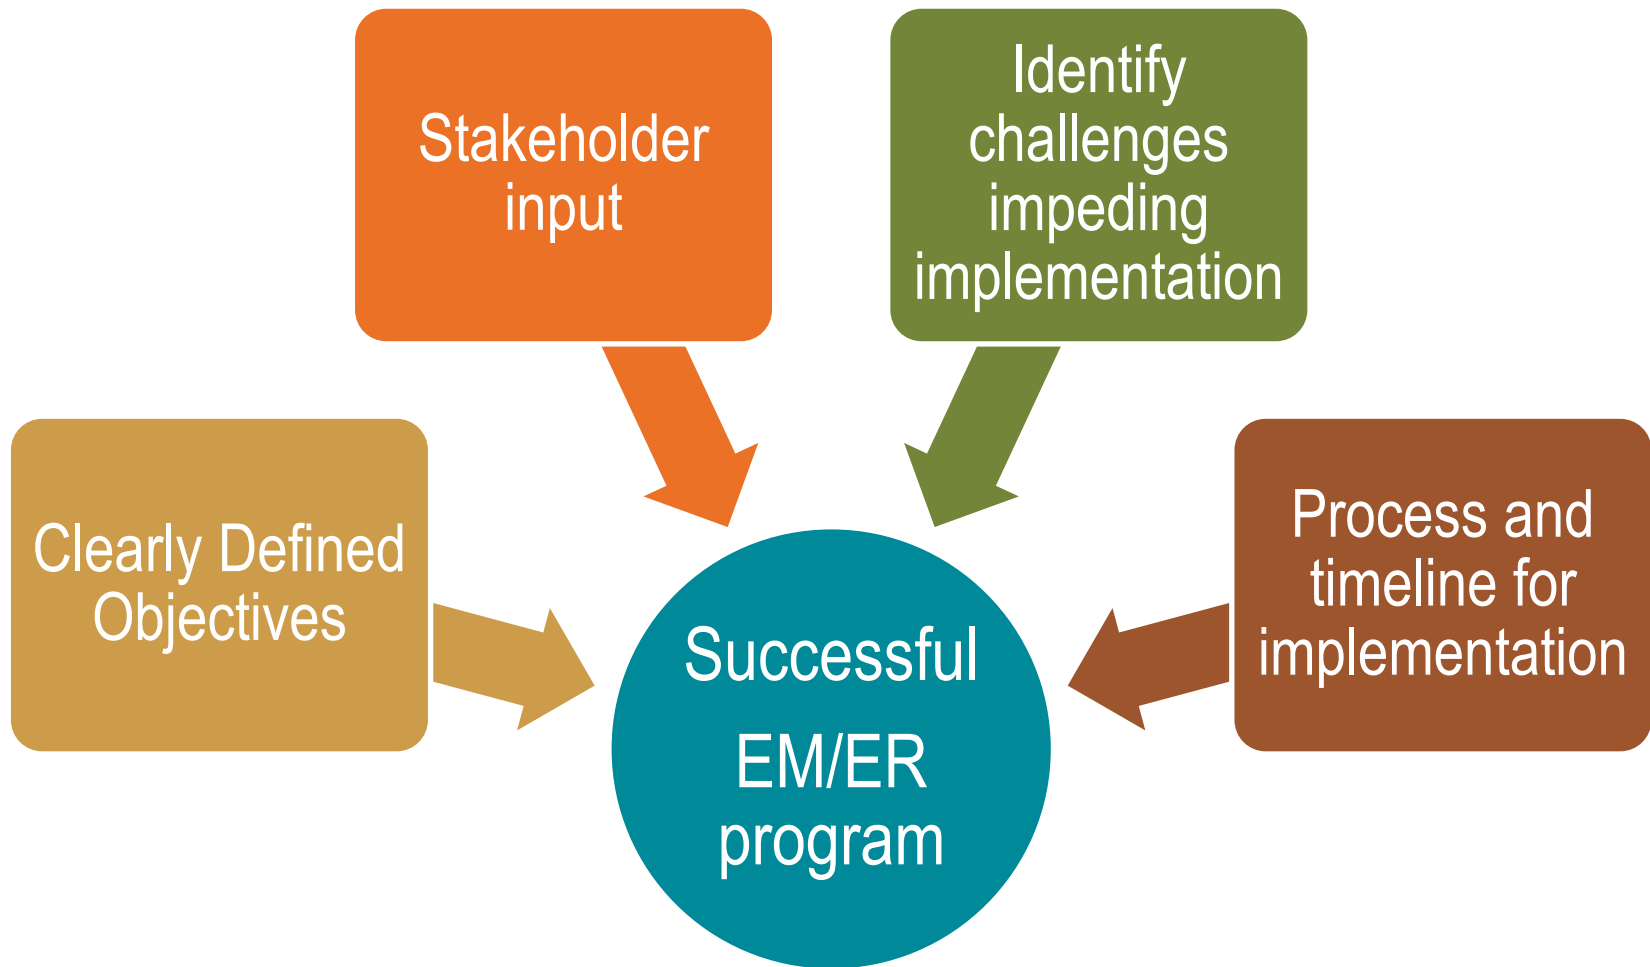 Stakeholder
input
Identify
challenges
impeding
implementation
Clearly Defined
Objectives
Process and
timeline for
implementation
Successful
EM/ER
program